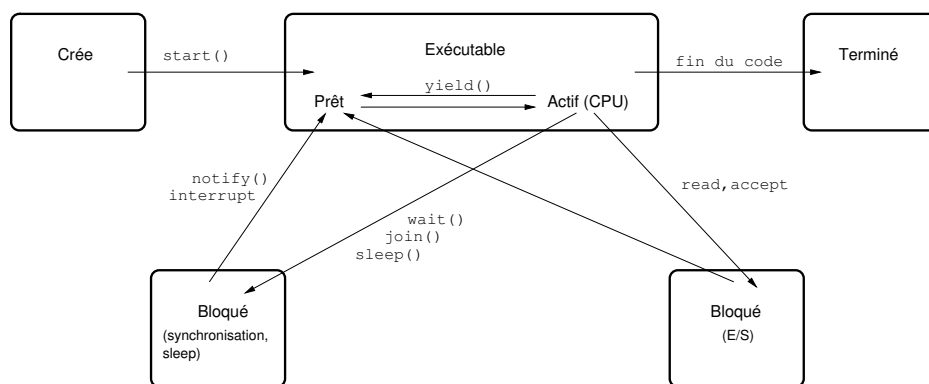 Crée
start()
Exécutable
fin du code
Terminé
yield()
Prêt
Actif (CPU)
notify()
interrupt
read,accept
wait()
join()
sleep()
Bloqué
(synchronisation,
sleep)
Bloqué
(E/S)